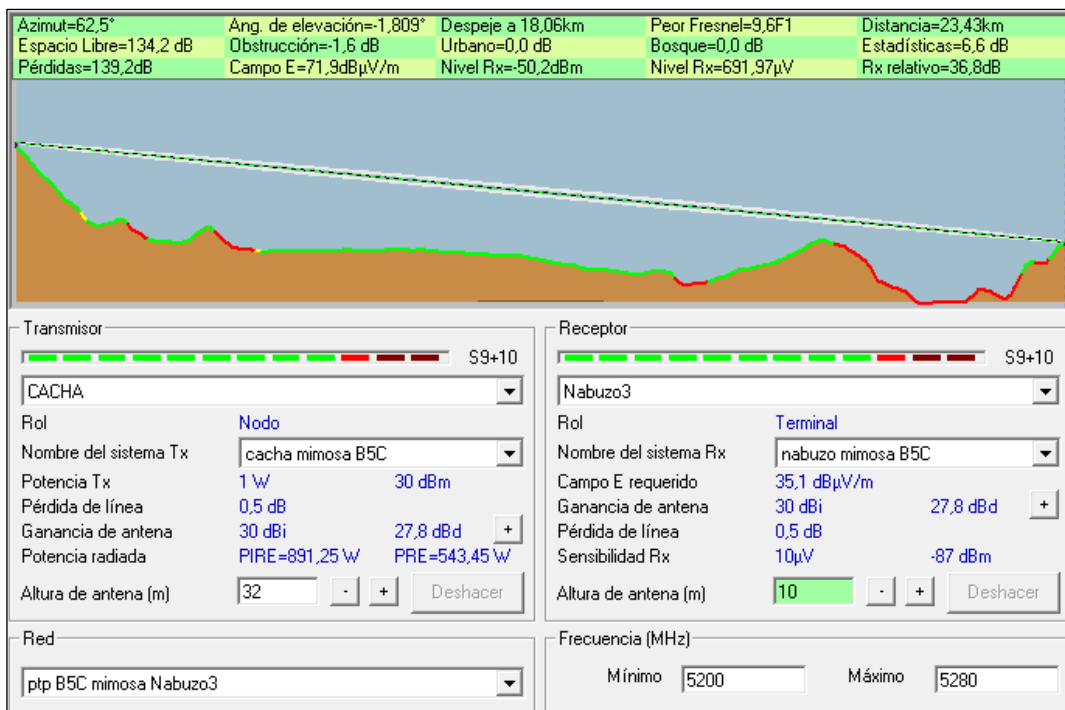 Azimut=62,5° Ang. de elevación=-1,809° Despeje a 18,06km Peor Fresnel=9,6F1 Distancia=23,43km
Espacio Libre=134,2 dB Obstrucción=-1,6 dB Urbano=0,0 dB Bosque=0,0 dB Estadísticas=6,6 dB
Pérdidas=139,2dB Campo E=71,9dBµV/m Nivel Rx=-50,2dBm Nivel Rx=691,97µV Rx relativo=36,8dB
Transmisor
S9+10
CACHA
Rol Nodo
Nombre del sistema Tx cacha mimosa B5C
Potencia Tx 1 W 30 dBm
Pérdida de línea 0,5 dB
Ganancia de antena 30 dBi 27,8 dBd +
Potencia radiada PIRE=891,25 W PRE=543,45 W
Altura de antena (m) 32 - + Deshacer
Red
ptp B5C mimosa Nabuzo3
Receptor
S9+10
Nabuzo3
Rol Terminal
Nombre del sistema Rx nabuzo mimosa B5C
Campo E requerido 35,1 dBµV/m
Ganancia de antena 30 dBi 27,8 dBd +
Pérdida de línea 0,5 dB
Sensibilidad Rx 10µV -87 dBm
Altura de antena (m) 10 - + Deshacer
Frecuencia (MHz)
Mínimo 5200 Máximo 5280